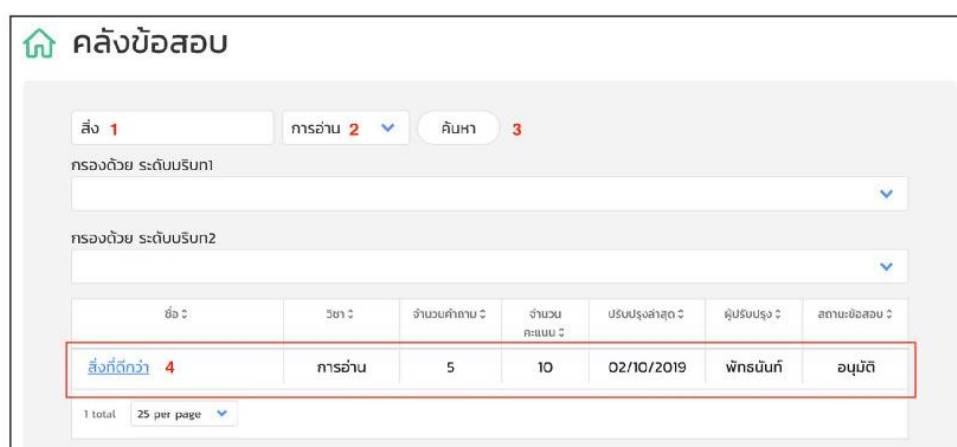 คลังข้อสอบ
สิ่ง 1 การอ่าน 2 ค้นหา 3
กรองด้วย ระดับบริบท1
กรองด้วย ระดับบริบท2
ชื่อ วิชา จำนวนคำถาม จำนวน ปรับปรุงล่าสุด ผู้ปรับปรุง สถานะข้อสอบ
คะแนน
สิ่งที่ดีกว่า 4 การอ่าน 5 10 02/10/2019 พัทธนันท์ อนุมัติ
1 total 25 per page